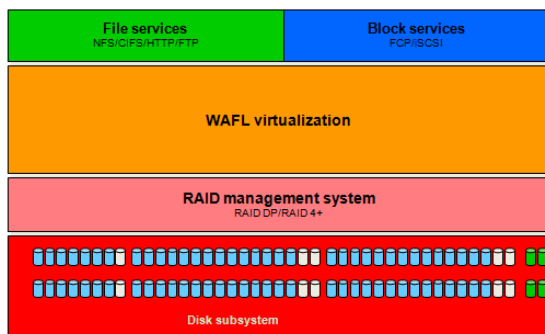 File services
NFS/CIFS/HTTP/FTP
Block services
FCP/iSCSI
WAFL virtualization
RAID management system
RAID DP/RAID 4+
Disk subsystem